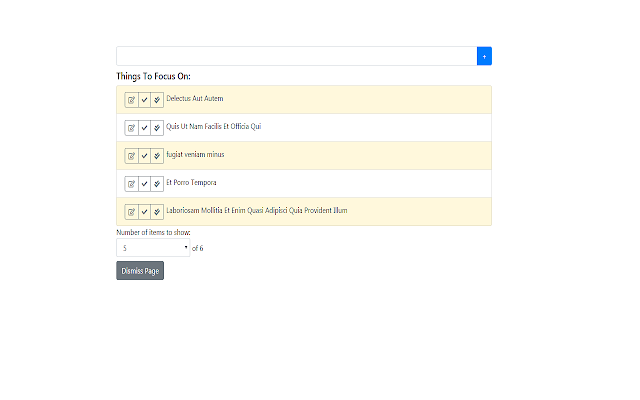 +
Things To Focus On:
Delectus Aut Autem
Quis Ut Nam Facilis Et Officia Qui
fugiat veniam minus
Et Porro Tempora
Laboriosam Mollitia Et Enim Quasi Adipisci Quia Provident Illum
Number of items to show:
5 of 6
Dismiss Page